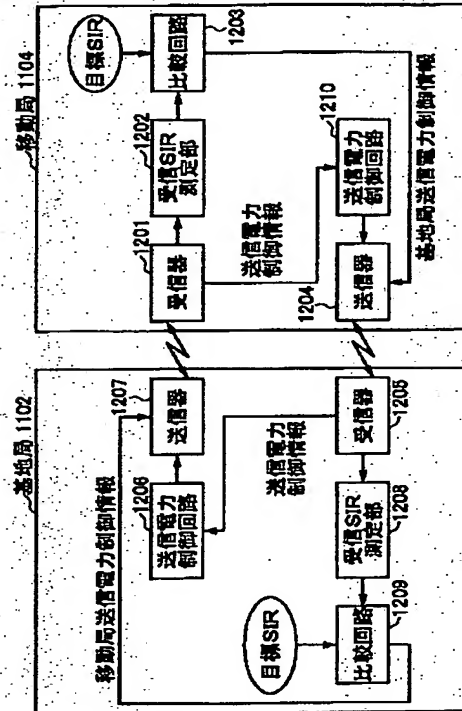 基地局 1102
移動局送信電力制御情報
1206
送信電力
制御回路
1207
送信器
送信電力
制御情報
受信器
1205
受信SIR
測定部
1208
目標SIR
比較回路
1209
移動局 1104
目標SIR
1203
比較回路
1202
受信SIR
測定部
1201
受信器
送信電力
制御情報
1210
送信電力
制御回路
1204
送信器
基地局送信電力制御情報